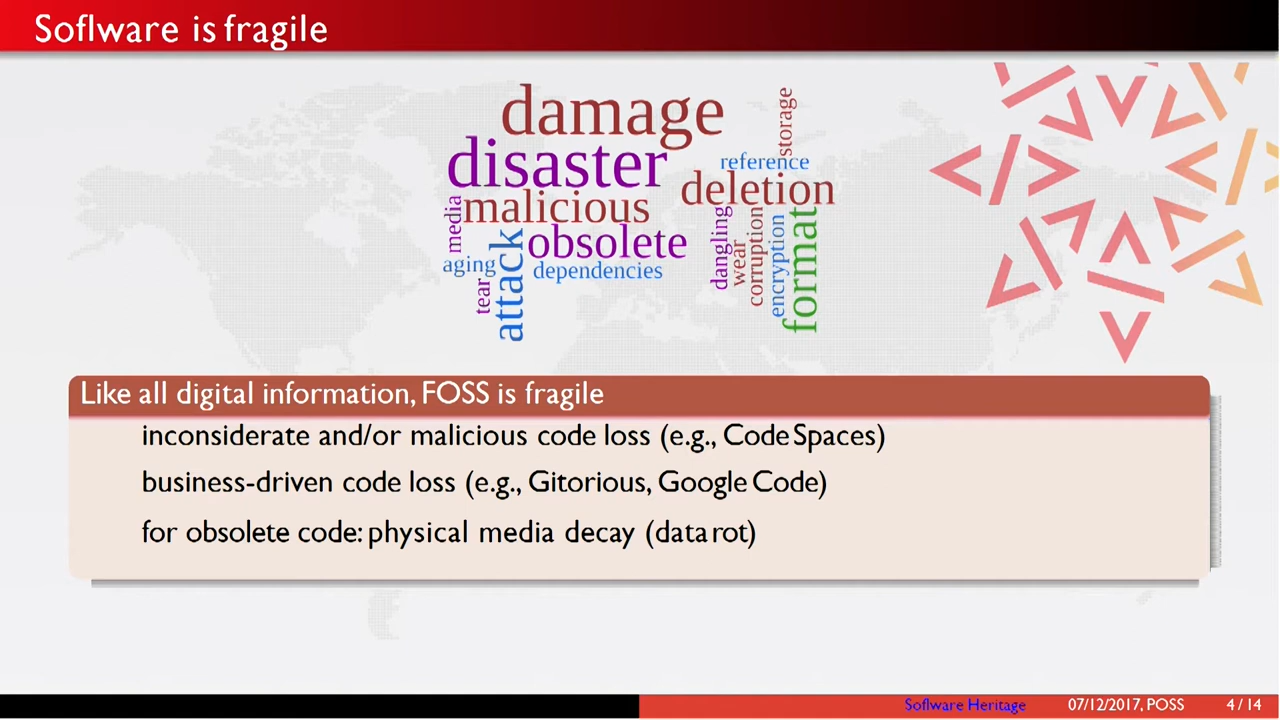 Soflware is fragile
damage
storage
disaster
reference
deletion
malicious
media
obsolete
dangling
wear
corruption
encryption
format
aging
attack
dependencies
tear
Like all digital information, FOSS is fragile
inconsiderate and/or malicious code loss (e.g., Code Spaces)
business-driven code loss (e.g., Gitorious, Google Code)
for obsolete code: physical media decay (data rot)
Soflware Heritage
07/12/2017, POSS
4 / 14